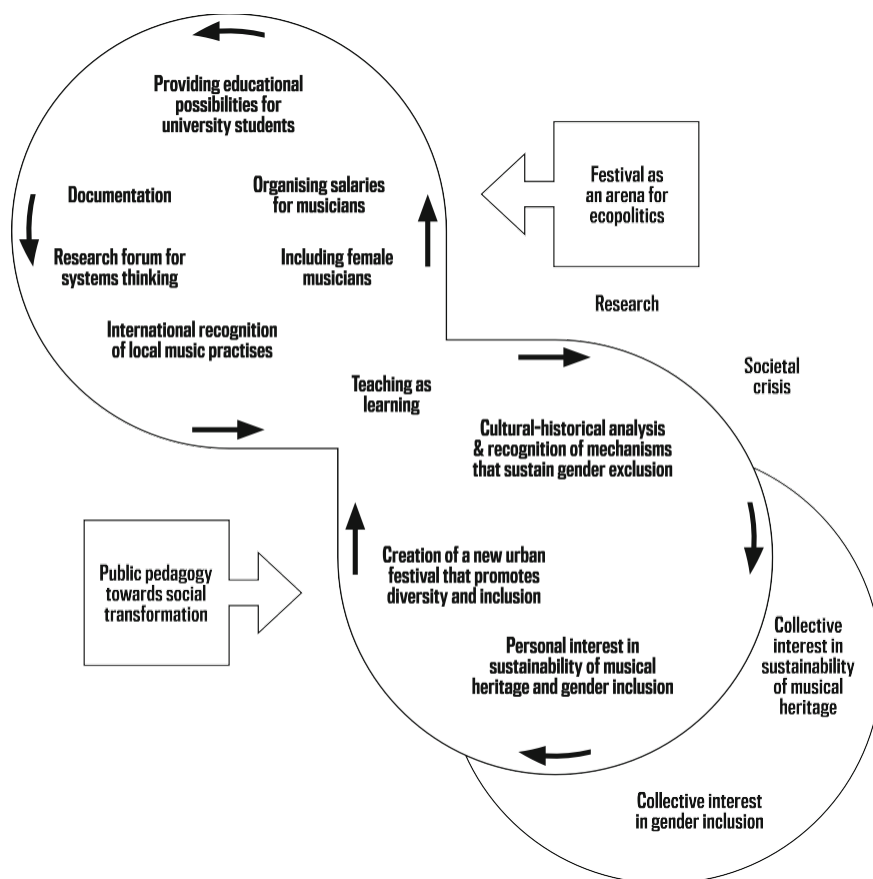 Providing educational
possibilities for
university students
Documentation
Organising salaries
for musicians
Festival as
an arena for
ecopolitics
Research forum for
systems thinking
Including female
musicians
International recognition
of local music practises
Research
Teaching as
learning
Societal
crisis
Cultural-historical analysis
& recognition of mechanisms
that sustain gender exclusion
Public pedagogy
towards social
transformation
Creation of a new urban
festival that promotes
diversity and inclusion
Personal interest in
sustainability of musical
heritage and gender inclusion
Collective
interest in
sustainability
of musical
heritage
Collective interest
in gender inclusion